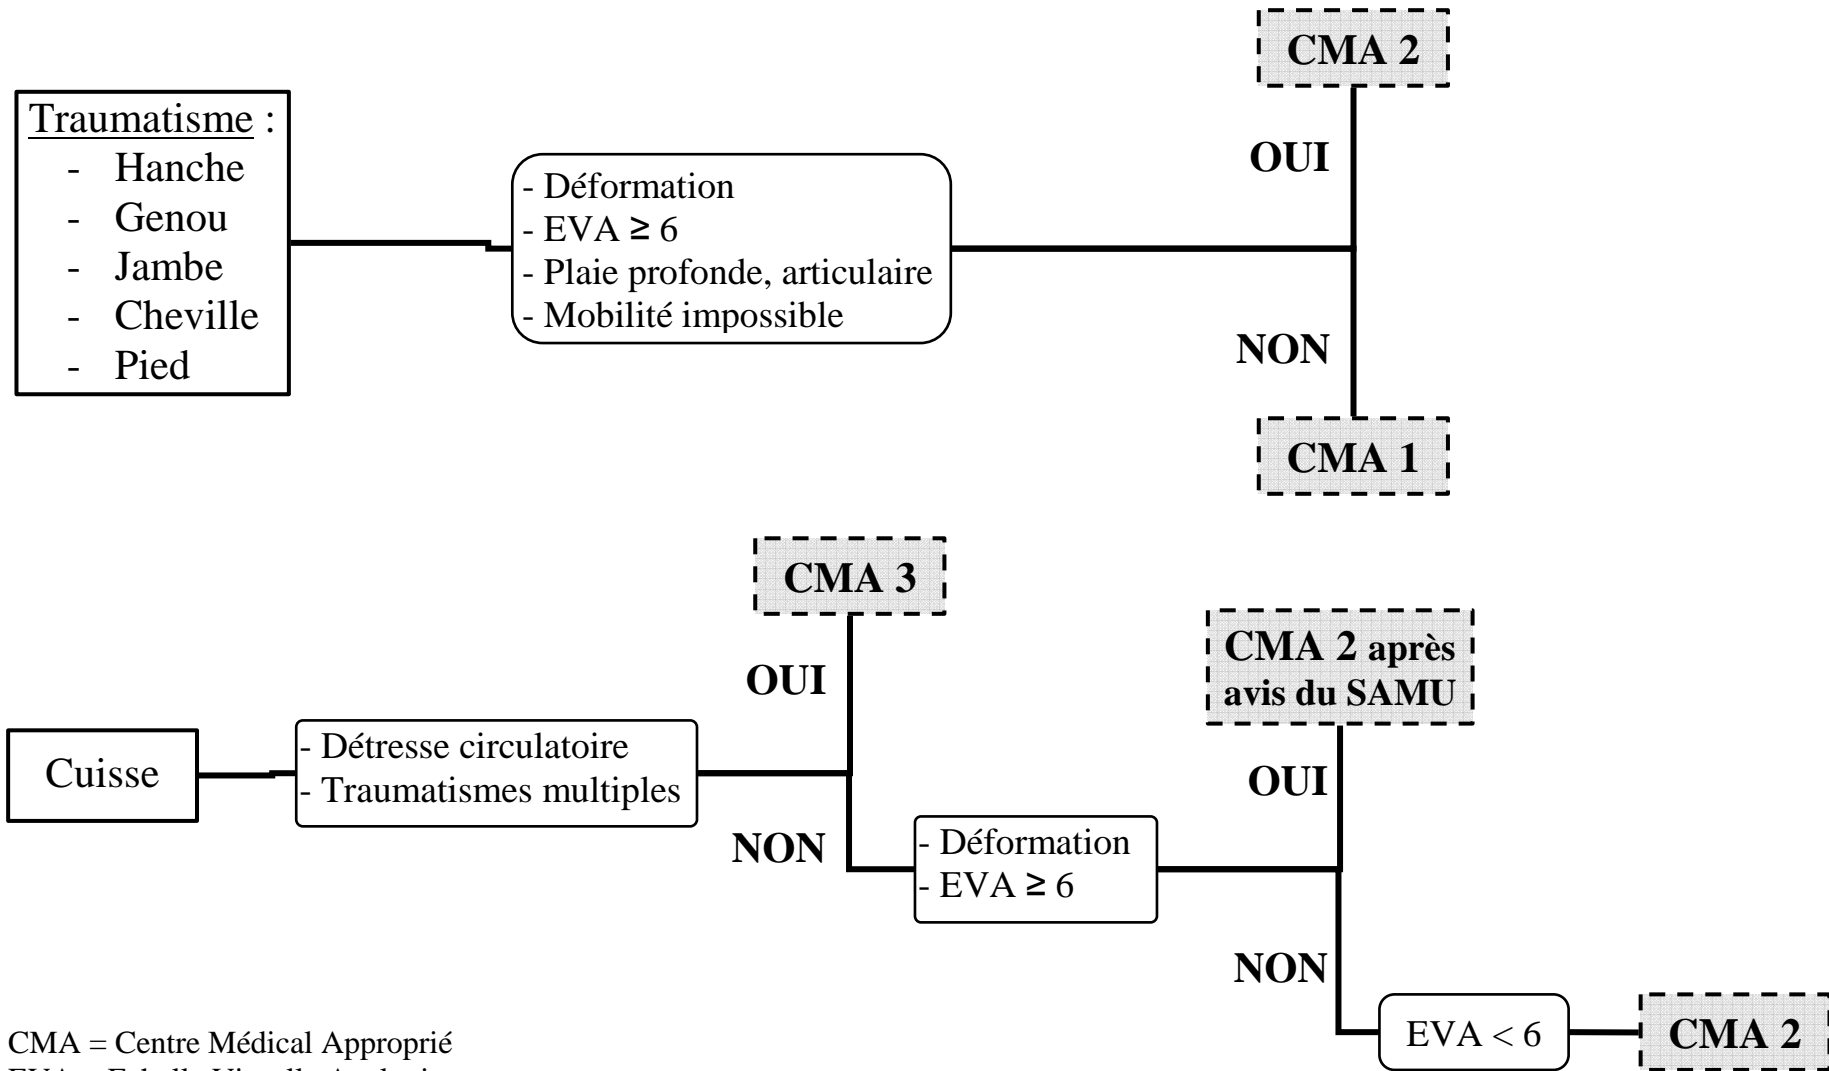 CMA 2
Traumatisme :
- Hanche
- Genou
- Jambe
- Cheville
- Pied
- Déformation
- EVA ≥ 6
- Plaie profonde, articulaire
- Mobilité impossible
OUI
NON
CMA 1
CMA 3
OUI
CMA 2 après
avis du SAMU
Cuisse
- Détresse circulatoire
- Traumatismes multiples
OUI
NON
- Déformation
- EVA ≥ 6
NON
EVA < 6
CMA 2
CMA = Centre Médical Approprié